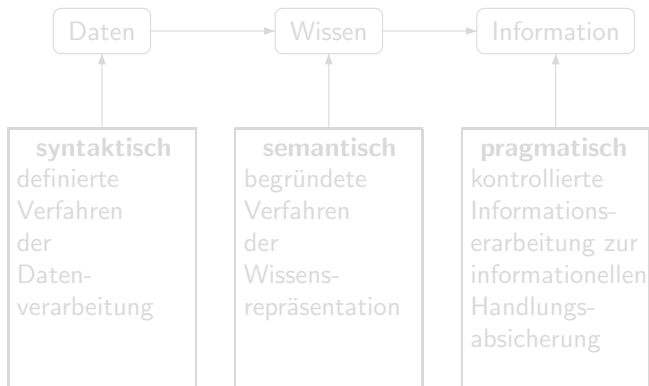 Daten
Wissen
Information
syntaktisch
definierte
Verfahren
der
Daten-
verarbeitung
semantisch
begründete
Verfahren
der
Wissens-
repräsentation
pragmatisch
kontrollierte
Informations-
erarbeitung zur
informationellen
Handlungs-
absicherung